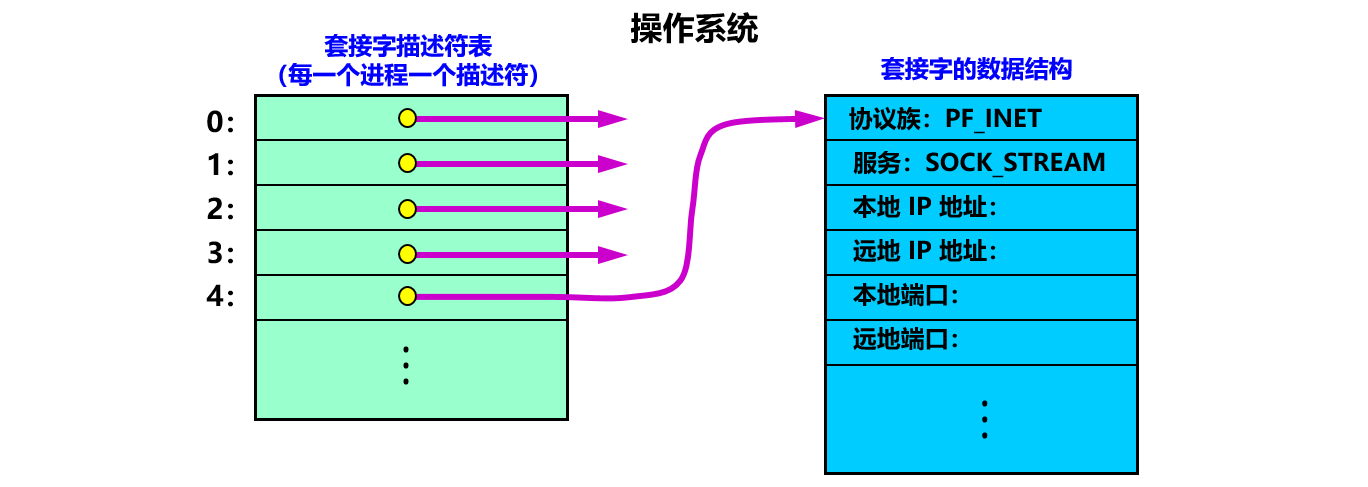 操作系统
套接字描述符表
（每一个进程一个描述符）
套接字的数据结构
0：
1：
2：
3：
4：
协议族：PF_INET
服务：SOCK_STREAM
本地 IP 地址：
远地 IP 地址：
本地端口：
远地端口：